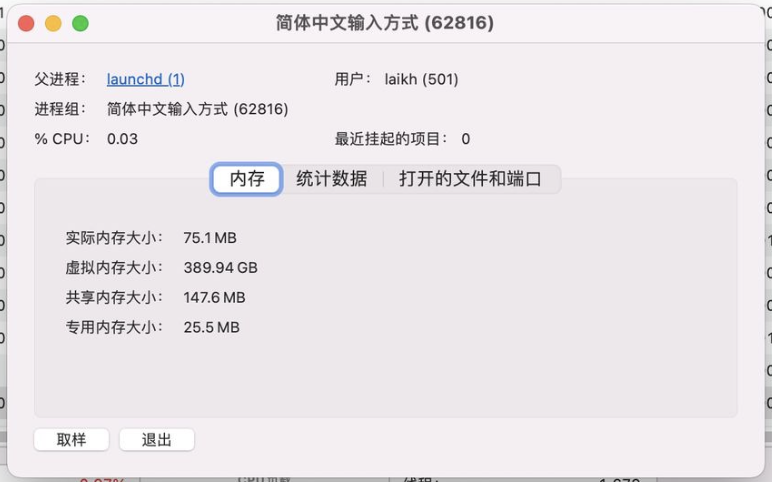 简体中文输入方式 (62816)
父进程： launchd (1) 用户： laikh (501)
进程组： 简体中文输入方式 (62816)
% CPU： 0.03 最近挂起的项目： 0
内存 统计数据 打开的文件和端口
实际内存大小： 75.1 MB
虚拟内存大小： 389.94 GB
共享内存大小： 147.6 MB
专用内存大小： 25.5 MB
取样 退出